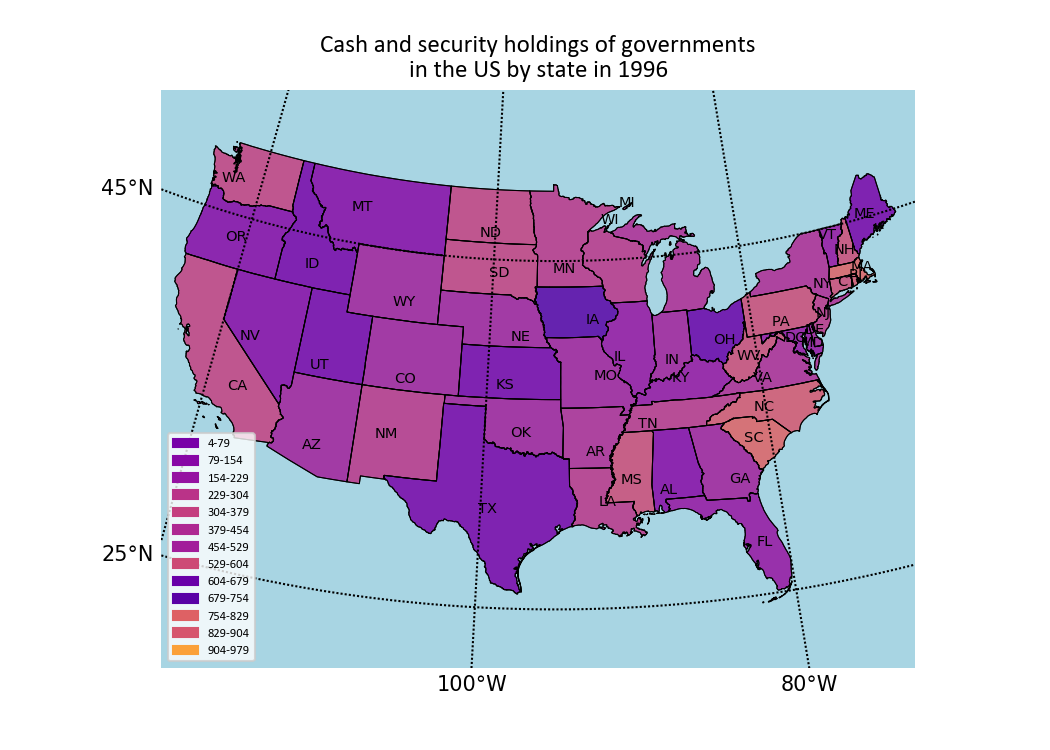 Cash and security holdings of governments
in the US by state in 1996
45°N
25°N
100°W
80°W
WA
OR
CA
NV
ID
MT
WY
UT
CO
AZ
NM
ND
SD
NE
KS
OK
TX
MN
IA
MO
AR
LA
WI
MI
IL
IN
OH
KY
TN
MS
AL
GA
FL
SC
NC
VA
WV
PA
NY
VT
NH
ME
MA
CT
NJ
DE
MD
DC
4-79
79-154
154-229
229-304
304-379
379-454
454-529
529-604
604-679
679-754
754-829
829-904
904-979